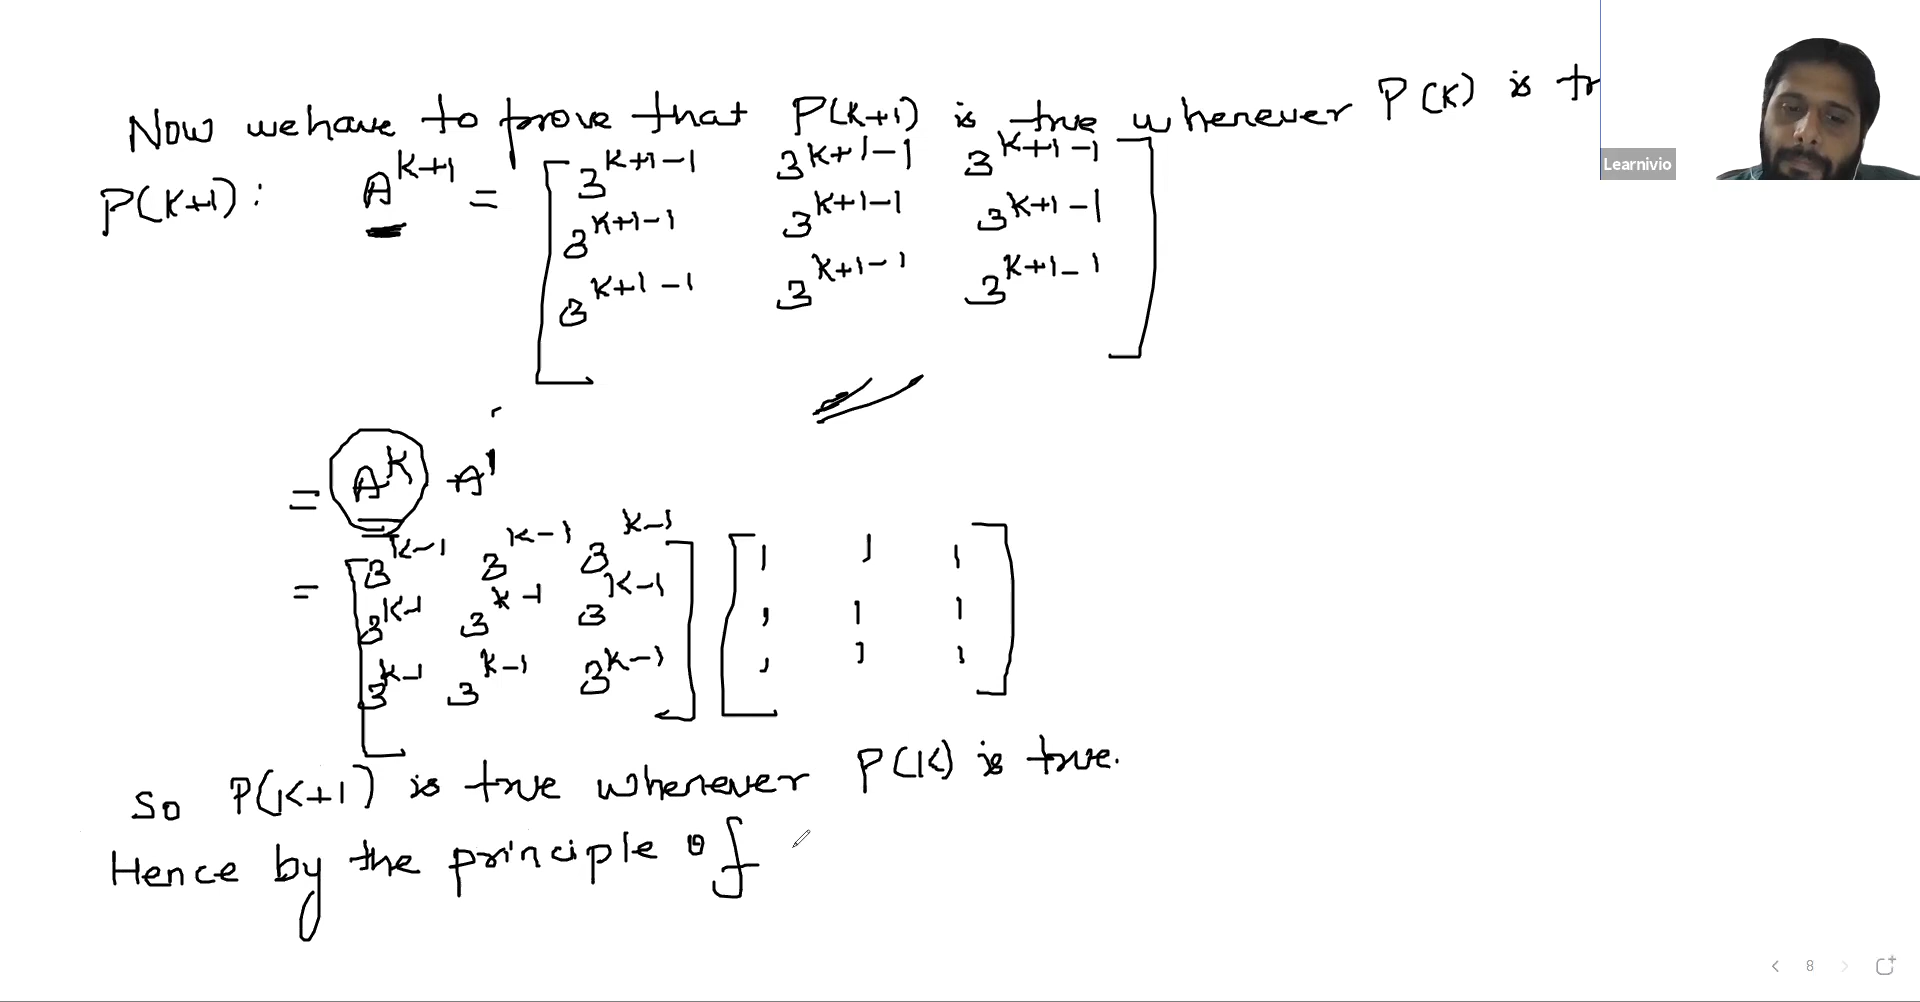 Now we have to prove that P(K+1) is true whenever P(K) is tr
Learnivio
P(K+1): A^{K+1} = [ 3^{K+1-1} 3^{K+1-1} 3^{K+1-1}
3^{K+1-1} 3^{K+1-1} 3^{K+1-1}
3^{K+1-1} 3^{K+1-1} 3^{K+1-1} ]
= A^K A^1
= [ 3^{K-1} 3^{K-1} 3^{K-1} ] [ 1 1 1
3^{K-1} 3^{K-1} 3^{K-1} 1 1 1
3^{K-1} 3^{K-1} 3^{K-1} ] 1 1 1 ]
So P(K+1) is true whenever P(K) is true.
Hence by the principle of
8